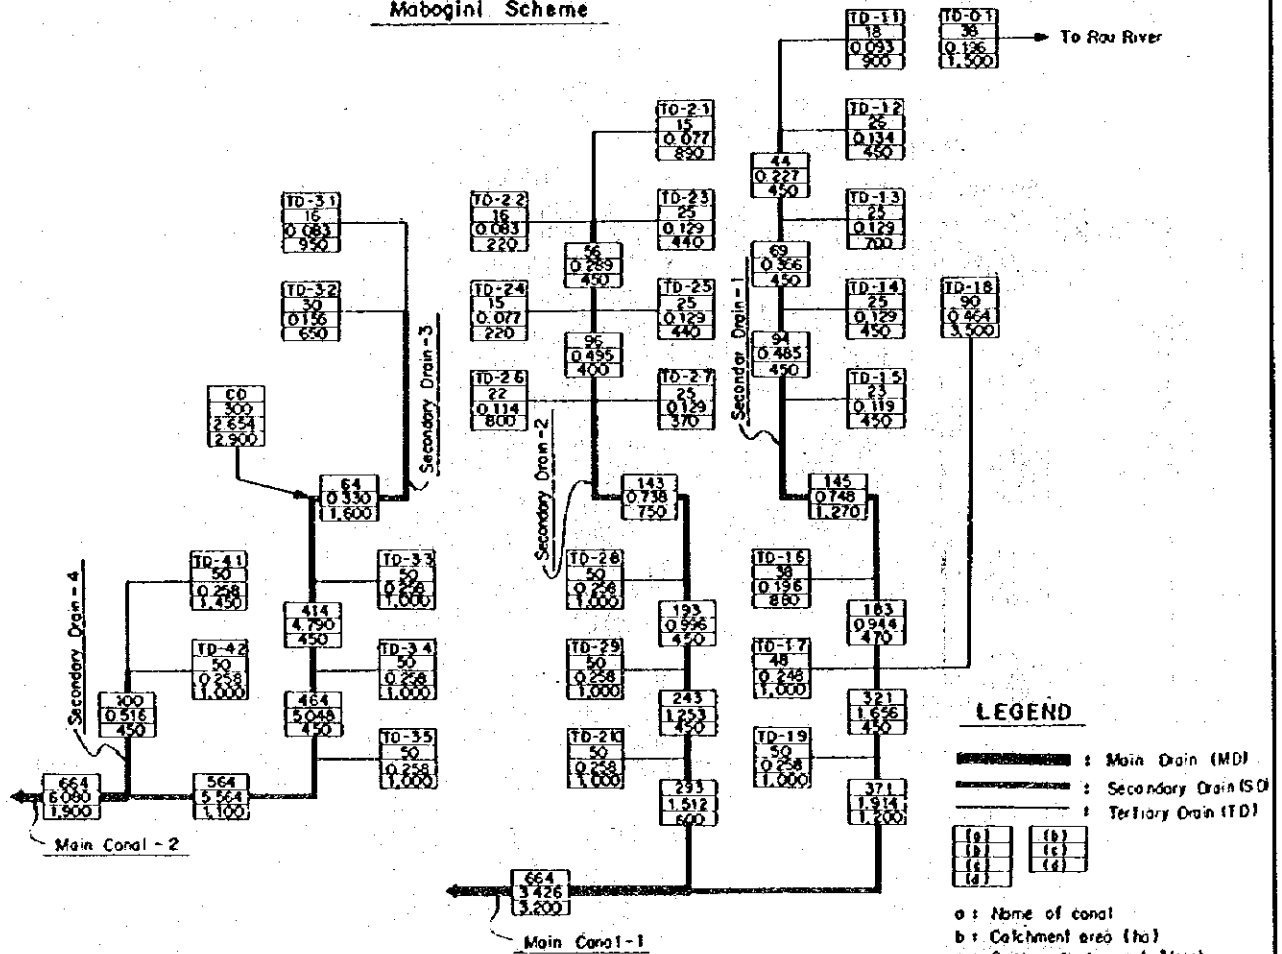 Mabogini Scheme
TD-1 1
18
0.093
900
TD-0 1
38
0.196
1.500
To Rau River
TD-2-1
15
0.077
890
TD-1 2
26
0.134
450
44
0.227
450
TD-3 1
16
0.083
950
TD-2 2
16
0.083
220
TD-2 3
25
0.129
440
TD-1 3
25
0.129
700
56
0.289
450
69
0.356
450
TD-3 2
30
0.156
650
TD-2 4
15
0.077
220
TD-2 5
25
0.129
440
TD-1 4
25
0.129
450
TD-1 8
90
0.464
3.500
96
0.495
400
94
0.485
450
CD
300
2.654
2.900
TD-2 6
22
0.114
800
TD-2 7
25
0.129
370
TD-1 5
23
0.119
450
Secondary Drain-3
Secondary Drain-2
Secondar Drain-1
64
0.330
1.600
143
0.738
750
145
0.748
1.270
Secondary Drain-4
TD-4 1
50
0.258
1.450
TD-3 3
50
0.258
1.000
TD-2 8
50
0.258
1.000
TD-1 6
38
0.196
880
414
4.790
450
193
0.996
450
183
0.944
470
TD-4 2
50
0.258
1.000
TD-3 4
50
0.258
1.000
TD-2 9
50
0.258
1.000
TD-1 7
48
0.248
1.000
100
0.516
450
464
5.048
450
243
1.253
450
321
1.656
450
TD-3 5
50
0.258
1.000
TD-2 10
50
0.258
1.000
TD-1 9
50
0.258
1.000
664
6.080
1.900
564
5.564
1.100
293
1.512
600
371
1.914
1.200
Main Canal - 2
664
3.426
3.200
Main Canal-1
LEGEND
: Main Drain (MD)
: Secondary Drain (SD)
: Tertiary Drain (TD)
(a)
(b)
(c)
(d)
(b)
(c)
(d)
a : Name of canal
b : Catchment area (ha)